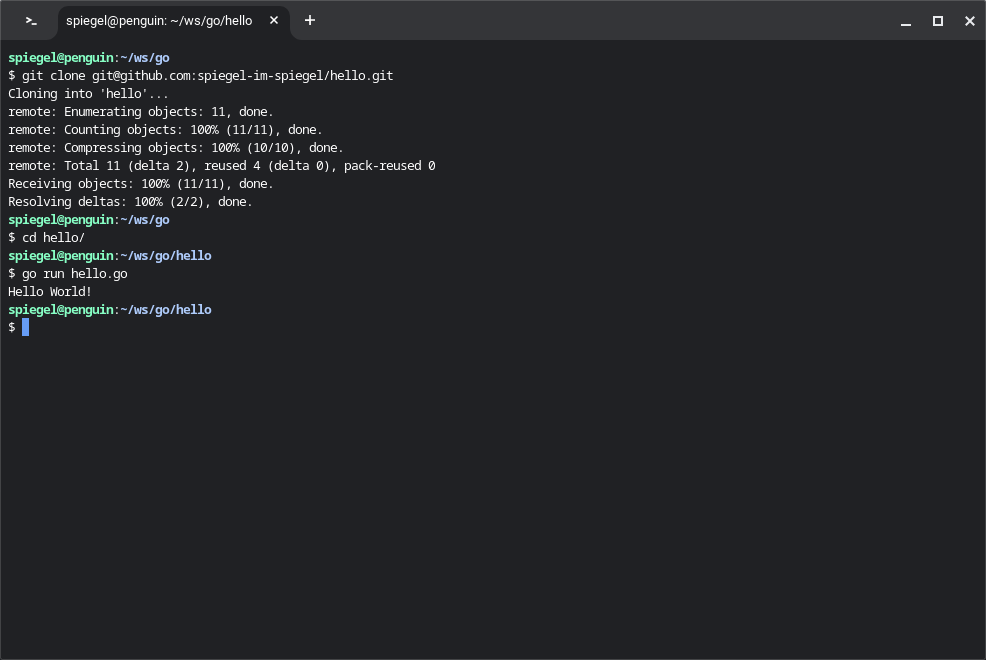 >_ spiegel@penguin: ~/ws/go/hello × +
spiegel@penguin:~/ws/go
$ git clone git@github.com:spiegel-im-spiegel/hello.git
Cloning into 'hello'...
remote: Enumerating objects: 11, done.
remote: Counting objects: 100% (11/11), done.
remote: Compressing objects: 100% (10/10), done.
remote: Total 11 (delta 2), reused 4 (delta 0), pack-reused 0
Receiving objects: 100% (11/11), done.
Resolving deltas: 100% (2/2), done.
spiegel@penguin:~/ws/go
$ cd hello/
spiegel@penguin:~/ws/go/hello
$ go run hello.go
Hello World!
spiegel@penguin:~/ws/go/hello
$